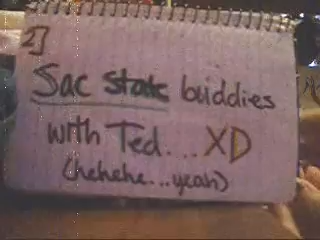 2]
Sac state buddies
with Ted.... XD
(hehehe...yeah)